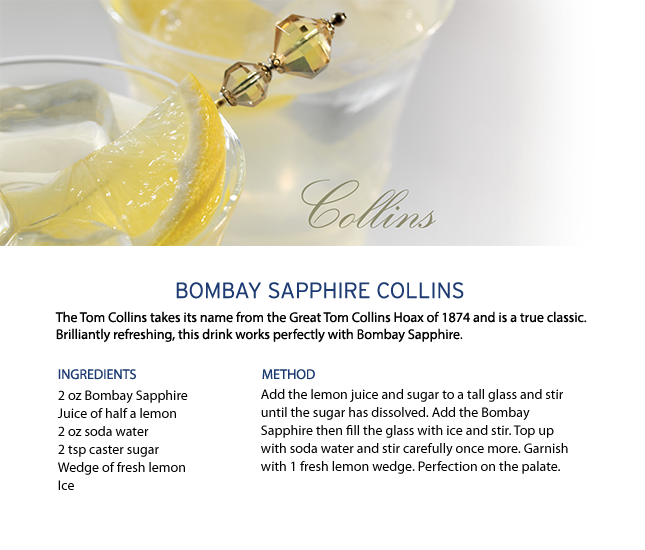 Collins
BOMBAY SAPPHIRE COLLINS
The Tom Collins takes its name from the Great Tom Collins Hoax of 1874 and is a true classic.
Brilliantly refreshing, this drink works perfectly with Bombay Sapphire.
INGREDIENTS
2 oz Bombay Sapphire
Juice of half a lemon
2 oz soda water
2 tsp caster sugar
Wedge of fresh lemon
Ice
METHOD
Add the lemon juice and sugar to a tall glass and stir
until the sugar has dissolved. Add the Bombay
Sapphire then fill the glass with ice and stir. Top up
with soda water and stir carefully once more. Garnish
with 1 fresh lemon wedge. Perfection on the palate.